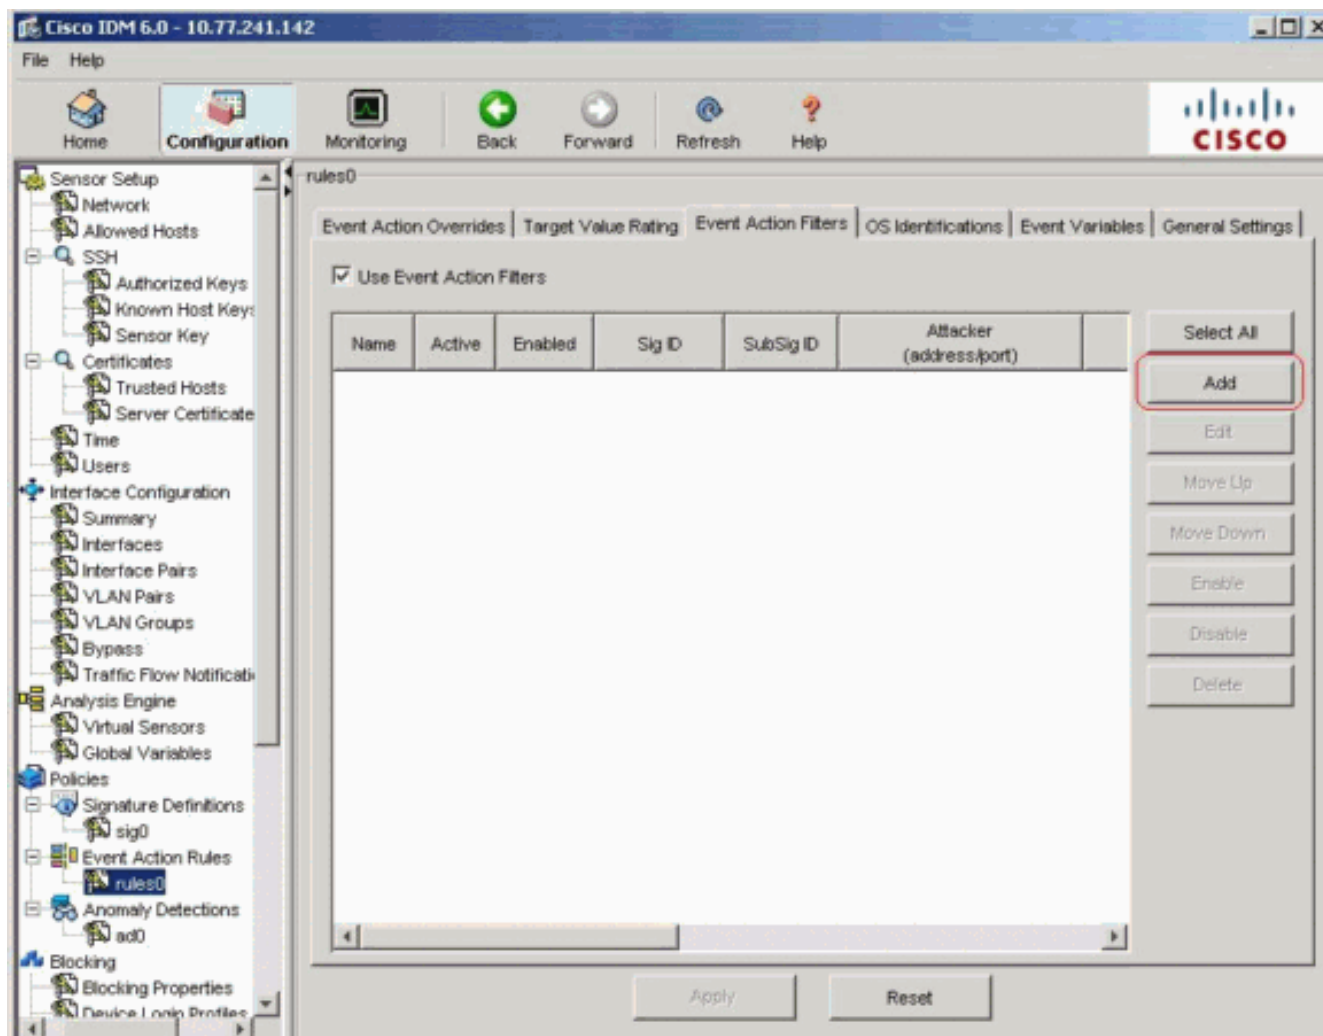 Cisco IDM 6.0 - 10.77.241.142
File Help
Home Configuration Monitoring Back Forward Refresh Help
CISCO
Sensor Setup
Network
Allowed Hosts
SSH
Authorized Keys
Known Host Keys
Sensor Key
Certificates
Trusted Hosts
Server Certificate
Time
Users
Interface Configuration
Summary
Interfaces
Interface Pairs
VLAN Pairs
VLAN Groups
Bypass
Traffic Flow Notificati
Analysis Engine
Virtual Sensors
Global Variables
Policies
Signature Definitions
sig0
Event Action Rules
rules0
Anomaly Detections
ad0
Blocking
Blocking Properties
Device Login Profiles
rules0
Event Action Overrides Target Value Rating Event Action Filters OS Identifications Event Variables General Settings
Use Event Action Filters
Name Active Enabled Sig ID SubSig ID Attacker
(address/port)
Select All
Add
Edit
Move Up
Move Down
Enable
Disable
Delete
Apply Reset